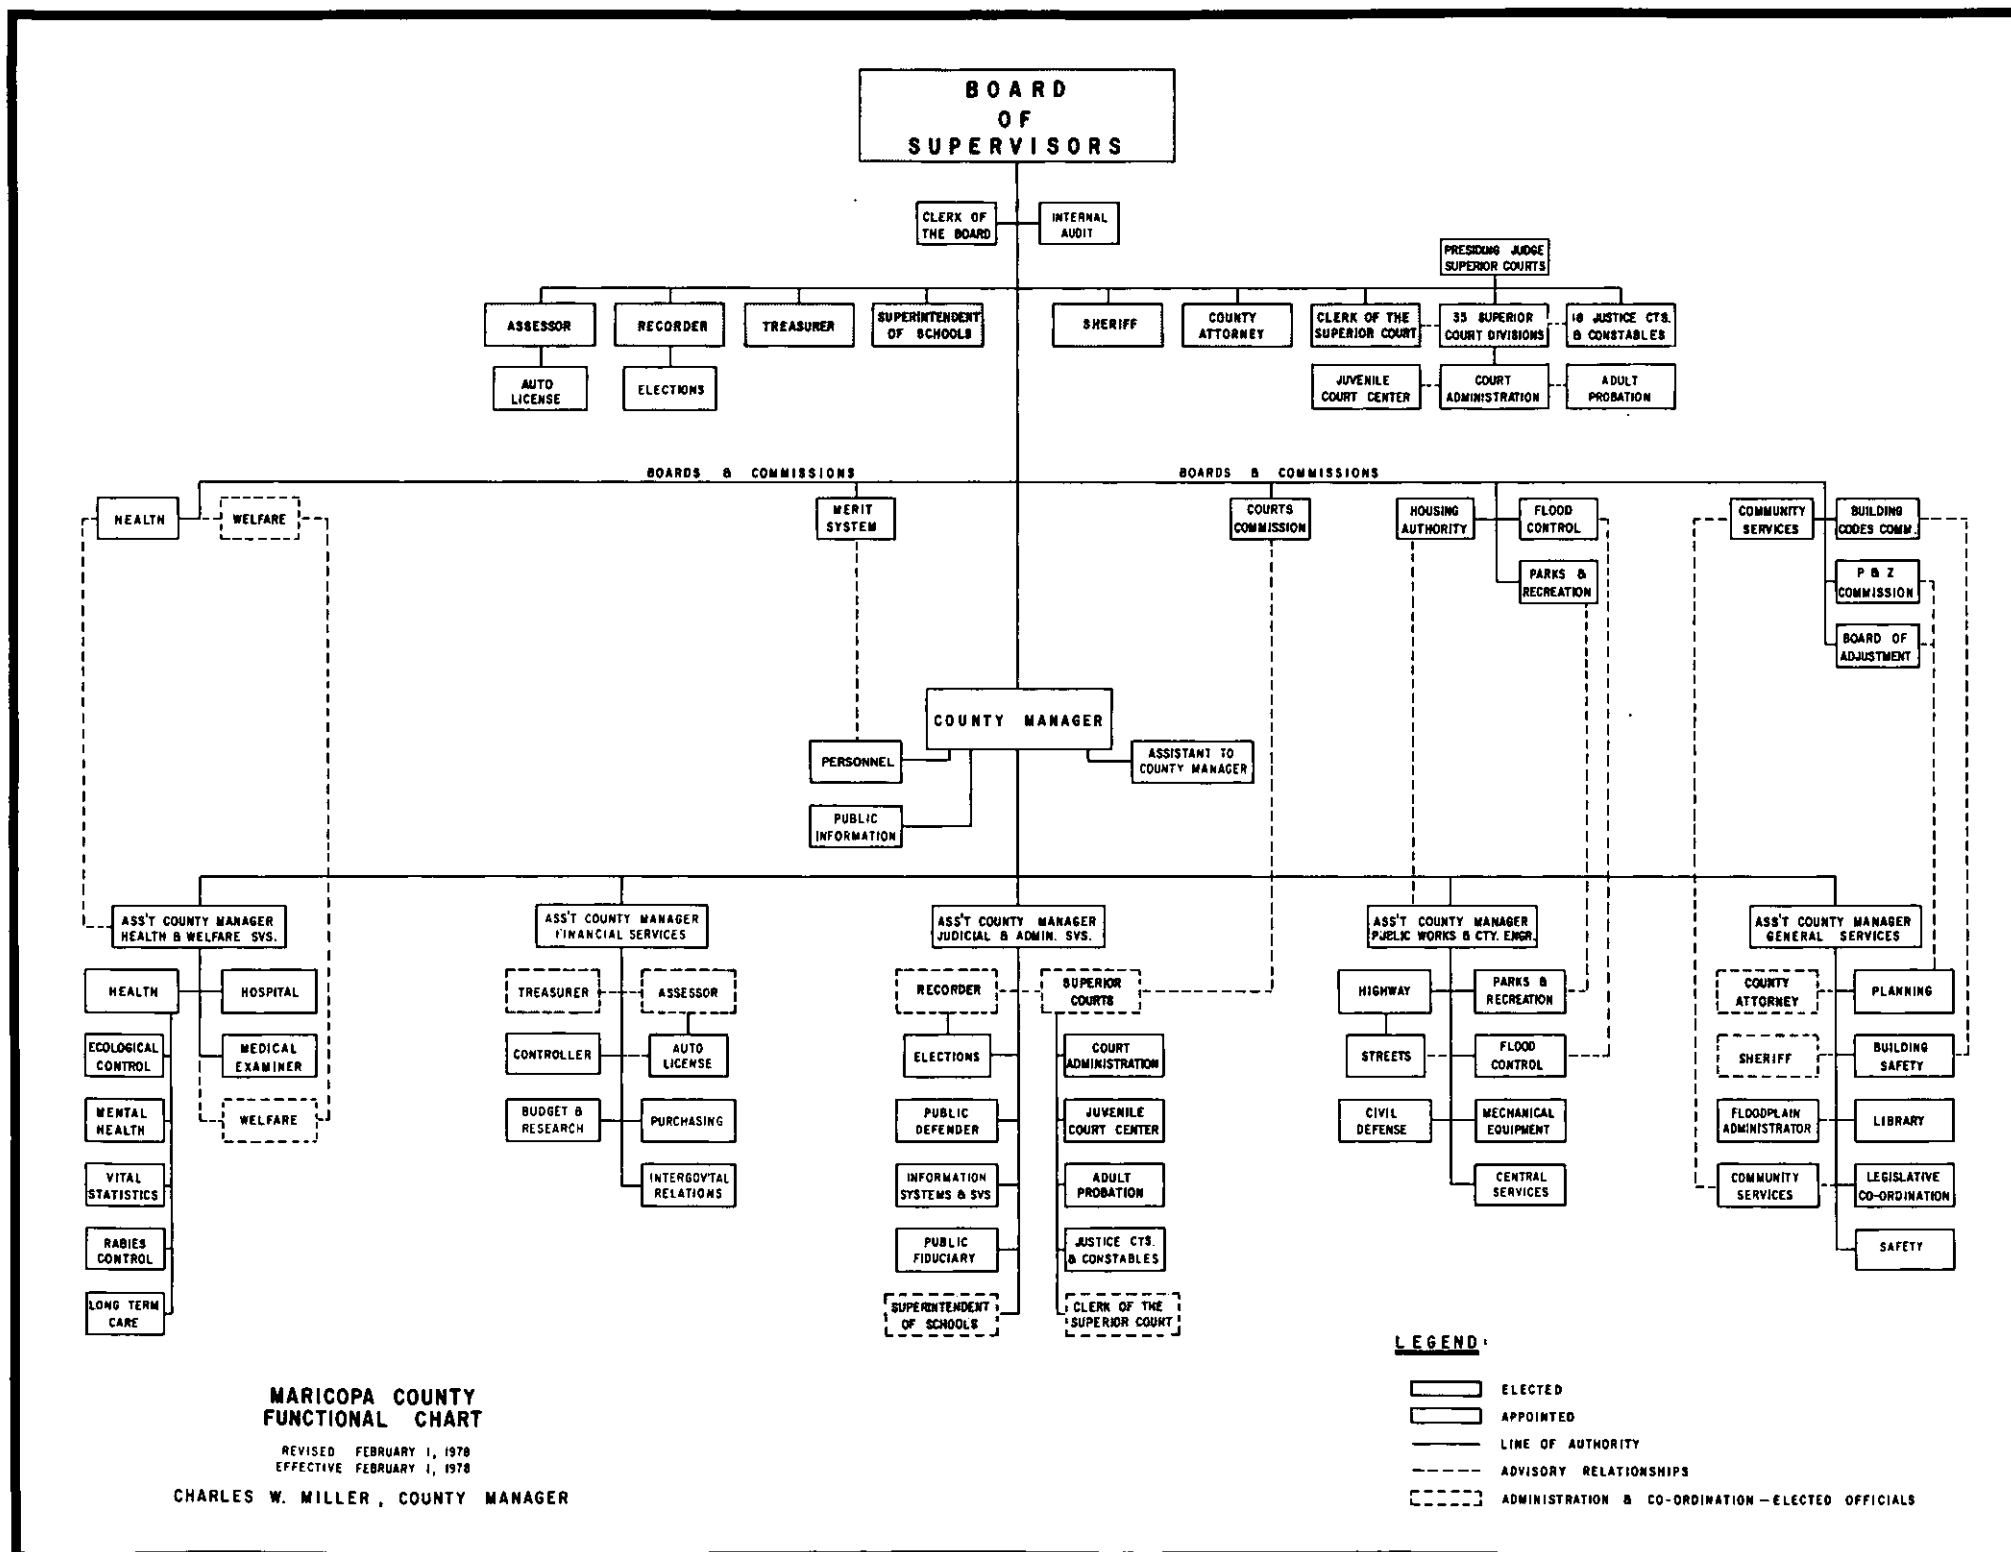 BOARD
OF
SUPERVISORS
CLERK OF
THE BOARD
INTERNAL
AUDIT
PRESIDING JUDGE
SUPERIOR COURTS
ASSESSOR
RECORDER
TREASURER
SUPERINTENDENT
OF SCHOOLS
SHERIFF
COUNTY
ATTORNEY
CLERK OF THE
SUPERIOR COURT
35 SUPERIOR
COURT DIVISIONS
18 JUSTICE CTS.
& CONSTABLES
AUTO
LICENSE
ELECTIONS
JUVENILE
COURT CENTER
COURT
ADMINISTRATION
ADULT
PROBATION
BOARDS & COMMISSIONS
BOARDS & COMMISSIONS
HEALTH
WELFARE
MERIT
SYSTEM
COURTS
COMMISSION
HOUSING
AUTHORITY
FLOOD
CONTROL
COMMUNITY
SERVICES
BUILDING
CODES COMM.
PARKS &
RECREATION
P & Z
COMMISSION
BOARD OF
ADJUSTMENT
COUNTY MANAGER
PERSONNEL
ASSISTANT TO
COUNTY MANAGER
PUBLIC
INFORMATION
ASS'T COUNTY MANAGER
HEALTH & WELFARE SVS.
ASS'T COUNTY MANAGER
FINANCIAL SERVICES
ASS'T COUNTY MANAGER
JUDICIAL & ADMIN. SVS.
ASS'T COUNTY MANAGER
PUBLIC WORKS & CTY. ENGR.
ASS'T COUNTY MANAGER
GENERAL SERVICES
HEALTH
HOSPITAL
TREASURER
ASSESSOR
RECORDER
SUPERIOR
COURTS
HIGHWAY
PARKS &
RECREATION
COUNTY
ATTORNEY
PLANNING
ECOLOGICAL
CONTROL
MEDICAL
EXAMINER
CONTROLLER
AUTO
LICENSE
ELECTIONS
COURT
ADMINISTRATION
STREETS
FLOOD
CONTROL
SHERIFF
BUILDING
SAFETY
MENTAL
HEALTH
WELFARE
BUDGET &
RESEARCH
PURCHASING
PUBLIC
DEFENDER
JUVENILE
COURT CENTER
CIVIL
DEFENSE
MECHANICAL
EQUIPMENT
FLOODPLAIN
ADMINISTRATOR
LIBRARY
VITAL
STATISTICS
INTERGOV'TAL
RELATIONS
INFORMATION
SYSTEMS & SVS
ADULT
PROBATION
CENTRAL
SERVICES
COMMUNITY
SERVICES
LEGISLATIVE
CO-ORDINATION
RABIES
CONTROL
PUBLIC
FIDUCIARY
JUSTICE CTS.
& CONSTABLES
SAFETY
LONG TERM
CARE
SUPERINTENDENT
OF SCHOOLS
CLERK OF THE
SUPERIOR COURT
LEGEND:
ELECTED
APPOINTED
LINE OF AUTHORITY
ADVISORY RELATIONSHIPS
ADMINISTRATION & CO-ORDINATION—ELECTED OFFICIALS
MARICOPA COUNTY
FUNCTIONAL CHART
REVISED FEBRUARY 1, 1978
EFFECTIVE FEBRUARY 1, 1978
CHARLES W. MILLER, COUNTY MANAGER